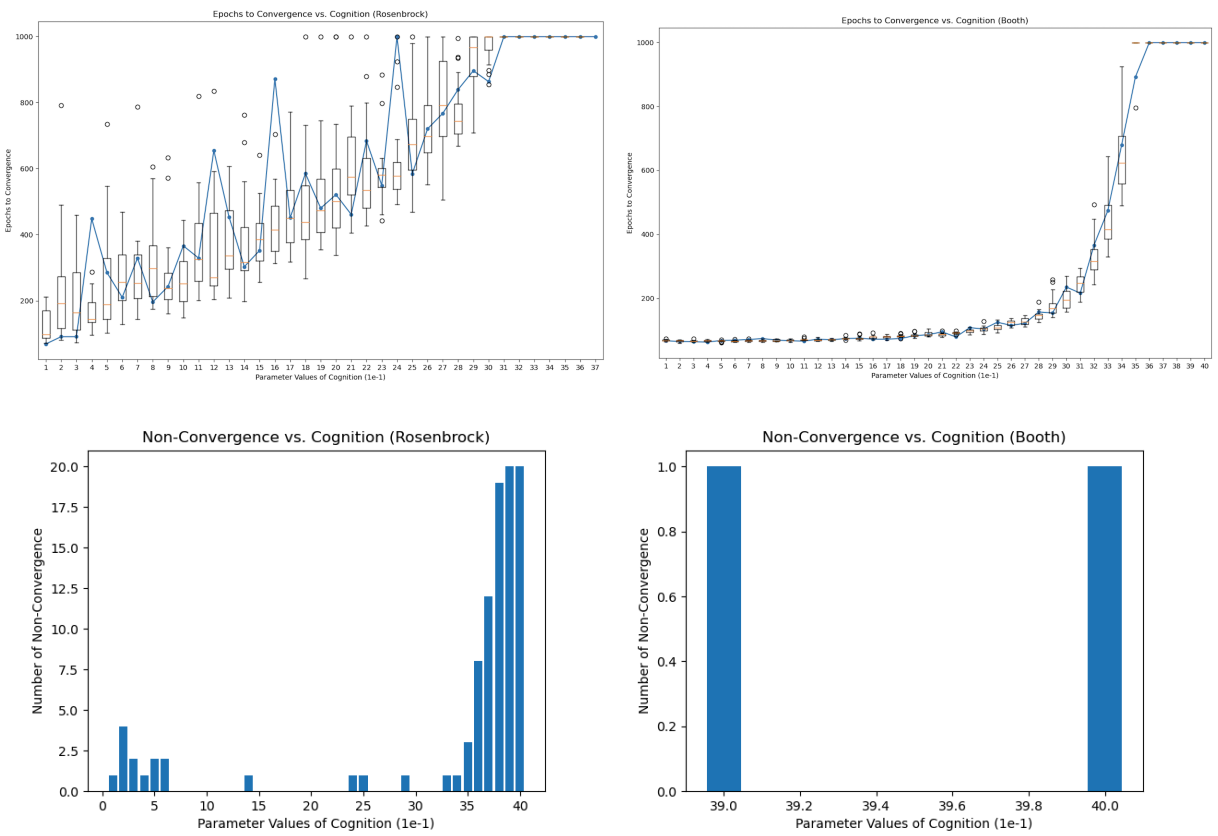 Epochs to Convergence vs. Cognition (Rosenbrock)
Epochs to Convergence
1000
800
600
400
200
1 2 3 4 5 6 7 8 9 10 11 12 13 14 15 16 17 18 19 20 21 22 23 24 25 26 27 28 29 30 31 33 34 35 36 37
Parameter Values of Cognition (1e-1)
Epochs to Convergence vs. Cognition (Booth)
Epochs to Convergence
1000
800
600
400
200
1 2 3 4 5 6 7 8 9 10 11 12 13 14 15 16 17 18 19 20 21 22 23 24 25 26 27 28 29 30 31 32 33 34 35 36 37 38 39 40
Parameter Values of Cognition (1e-1)
Non-Convergence vs. Cognition (Rosenbrock)
Number of Non-Convergence
20.0
17.5
15.0
12.5
10.0
7.5
5.0
2.5
0.0
0 5 10 15 20 25 30 35 40
Parameter Values of Cognition (1e-1)
Non-Convergence vs. Cognition (Booth)
Number of Non-Convergence
1.0
0.8
0.6
0.4
0.2
0.0
39.0 39.2 39.4 39.6 39.8 40.0
Parameter Values of Cognition (1e-1)